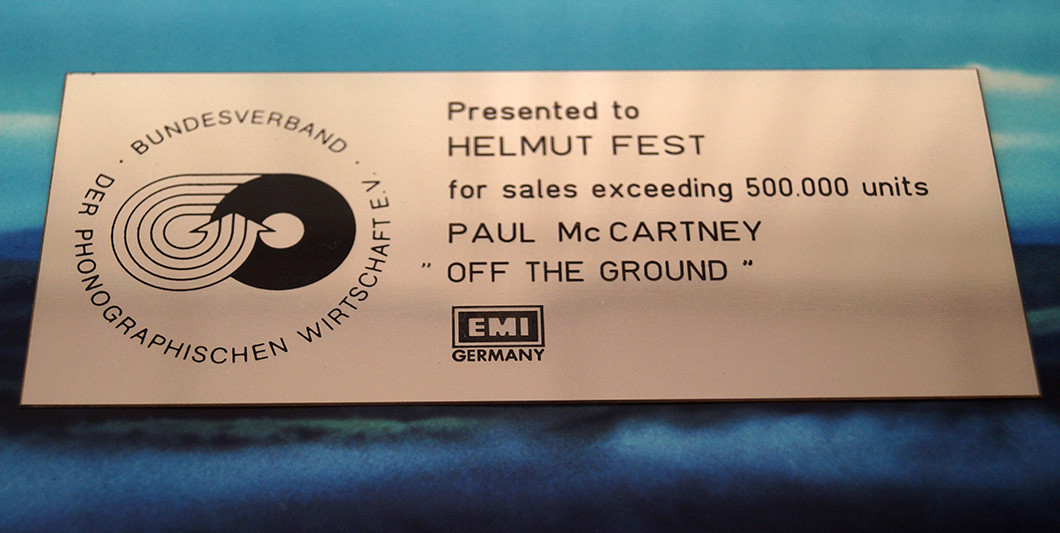 · BUNDESVERBAND ·
DER PHONOGRAPHISCHEN WIRTSCHAFT E.V.
Presented to
HELMUT FEST
for sales exceeding 500.000 units
PAUL McCARTNEY
" OFF THE GROUND "
EMI
GERMANY